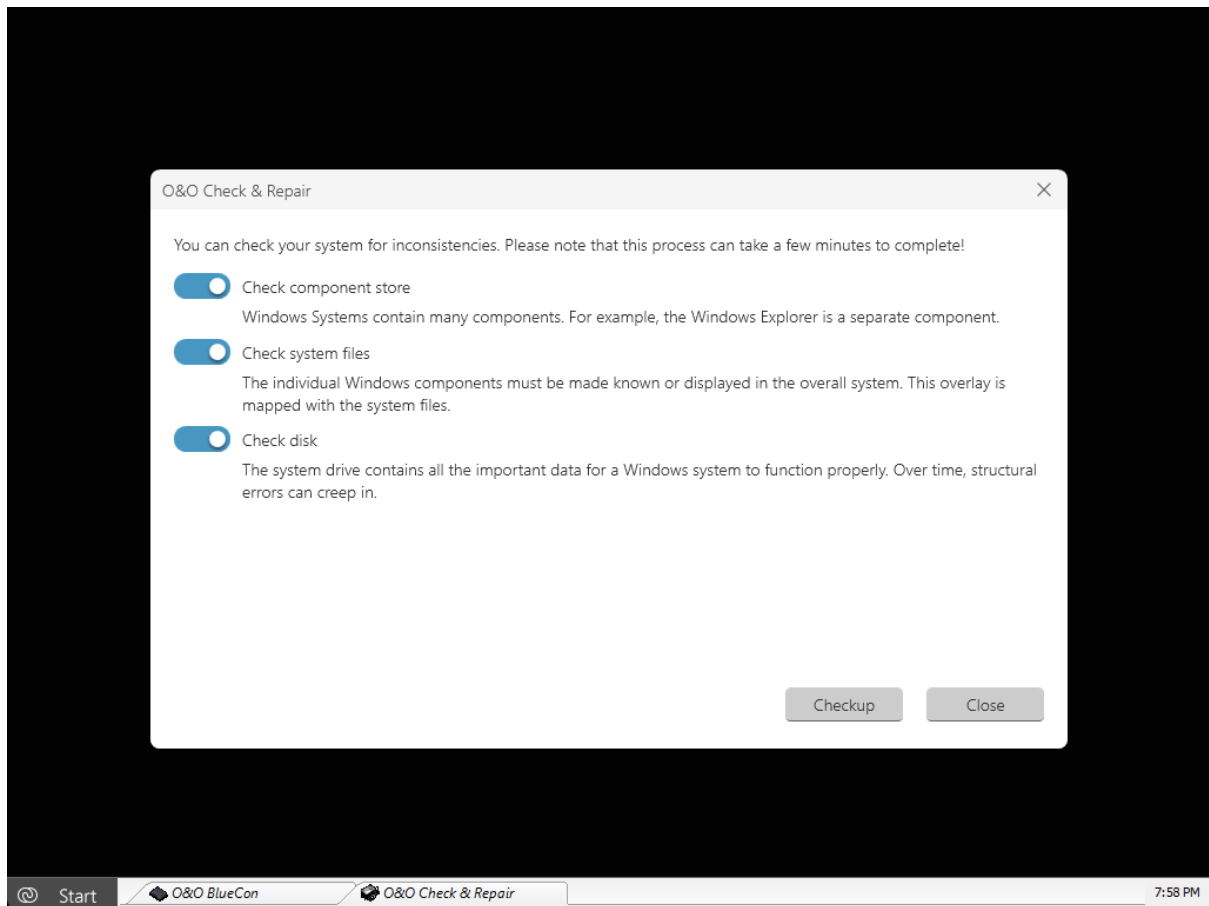 O&O Check & Repair
You can check your system for inconsistencies. Please note that this process can take a few minutes to complete!
Check component store
Windows Systems contain many components. For example, the Windows Explorer is a separate component.
Check system files
The individual Windows components must be made known or displayed in the overall system. This overlay is
mapped with the system files.
Check disk
The system drive contains all the important data for a Windows system to function properly. Over time, structural
errors can creep in.
Checkup Close
Start O&O BlueCon O&O Check & Repair 7:58 PM